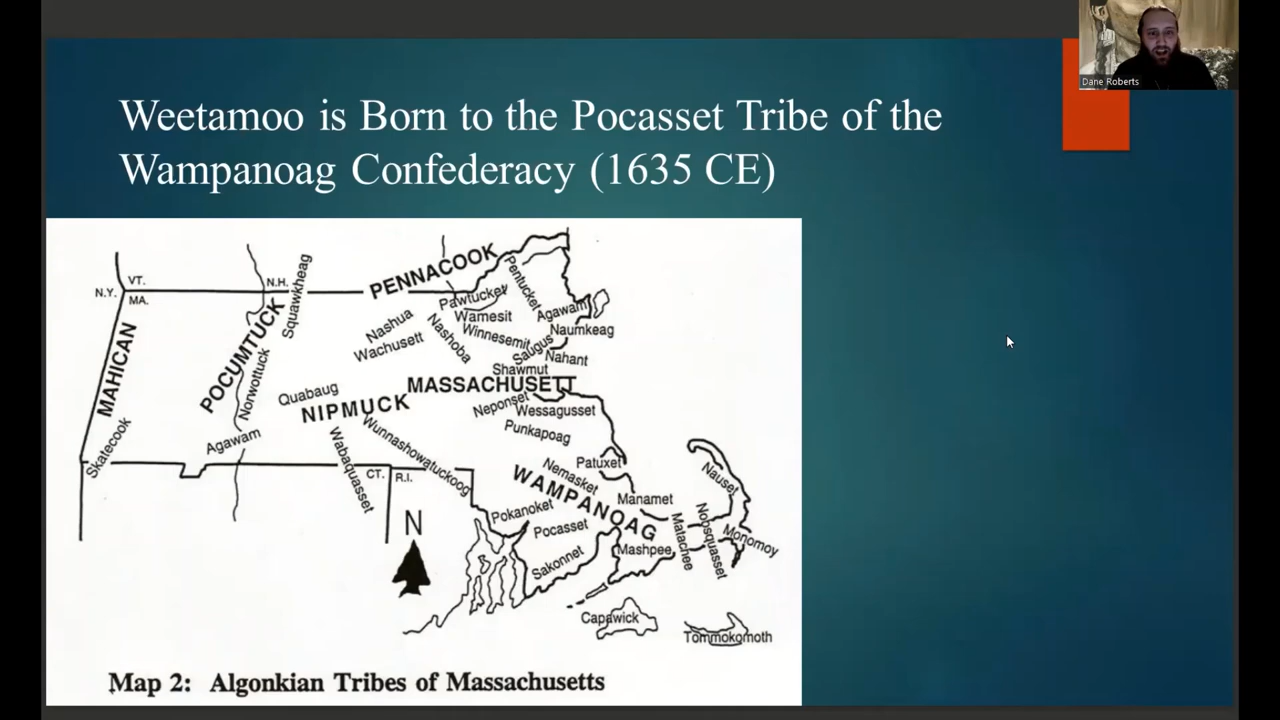 Dane Roberts
Weetamoo is Born to the Pocasset Tribe of the
Wampanoag Confederacy (1635 CE)
N.Y.
VT.
MA.
N.H.
MAHICAN
Skatecook
POCUMTUCK
Squawkheag
Norwottuck
Agawam
PENNACOOK
Pawtucket
Pentucket
Agawam
Wamesit
Naumkeag
Nashua
Nashoba
Winnesemit
Wachusett
Saugus
Nahant
Shawmut
MASSACHUSETT
Quabaug
NIPMUCK
Neponset
Wessagusset
Punkapoag
Wunnashowatuckoog
Wabaquasset
CT.
R.I.
Patuxet
Nemasket
WAMPANOAG
Manamet
Nauset
Pokanoket
Pocasset
Sakonnet
Mashpee
Matachee
Nobsquasset
Monomoy
N
Capawick
Tommokomoth
Map 2: Algonkian Tribes of Massachusetts